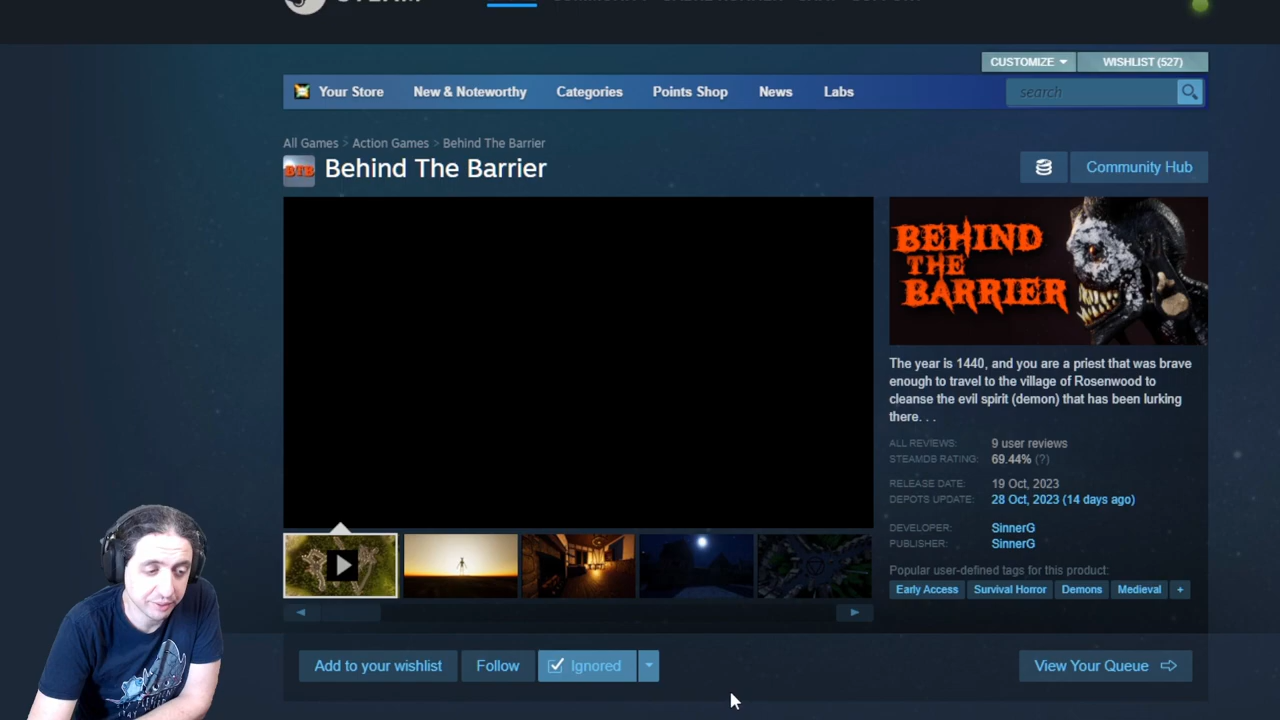 CUSTOMIZE
WISHLIST (527)
Your Store
New & Noteworthy
Categories
Points Shop
News
Labs
search
All Games > Action Games > Behind The Barrier
BTB
Behind The Barrier
Community Hub
BEHIND
THE
BARRIER
The year is 1440, and you are a priest that was brave
enough to travel to the village of Rosenwood to
cleanse the evil spirit (demon) that has been lurking
there. . .
ALL REVIEWS: 9 user reviews
STEAMDB RATING: 69.44% (?)
RELEASE DATE: 19 Oct, 2023
DEPOTS UPDATE: 28 Oct, 2023 (14 days ago)
DEVELOPER: SinnerG
PUBLISHER: SinnerG
Popular user-defined tags for this product:
Early Access
Survival Horror
Demons
Medieval
+
Add to your wishlist
Follow
Ignored
View Your Queue